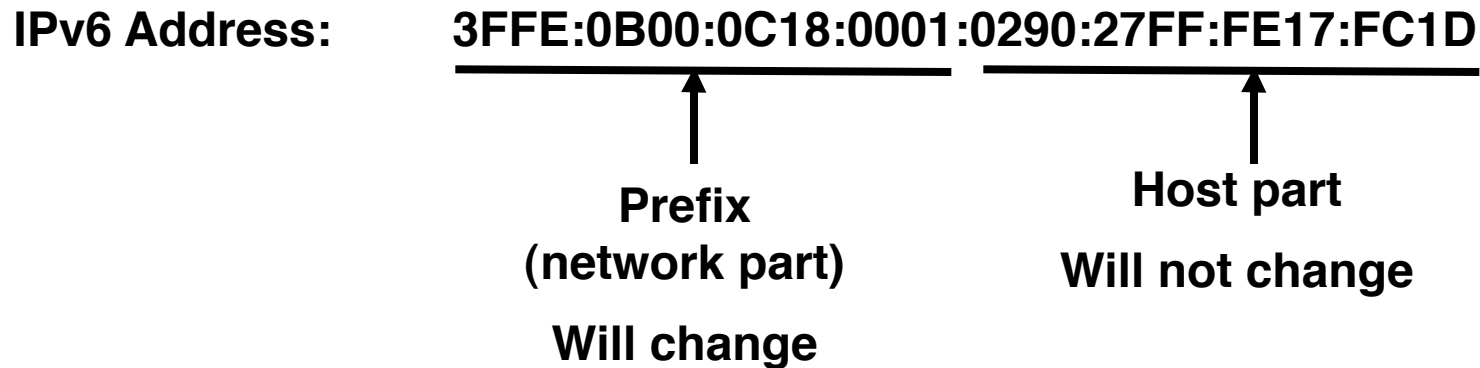 IPv6 Address: 3FFE:0B00:0C18:0001:0290:27FF:FE17:FC1D
Prefix
(network part)
Will change
Host part
Will not change